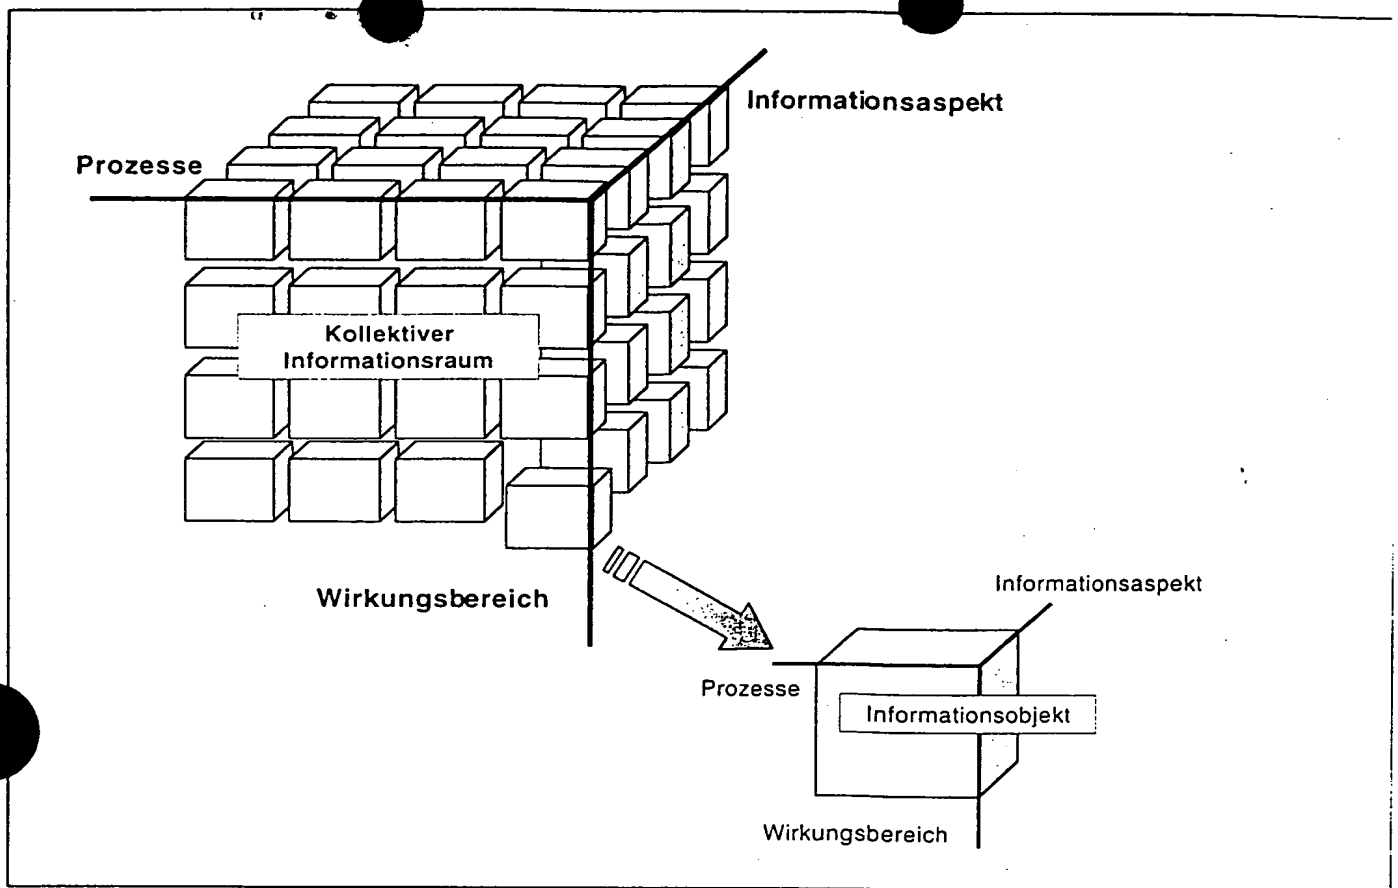 Informationsaspekt
Prozesse
Kollektiver
Informationsraum
Wirkungsbereich
Informationsaspekt
Prozesse
Informationsobjekt
Wirkungsbereich